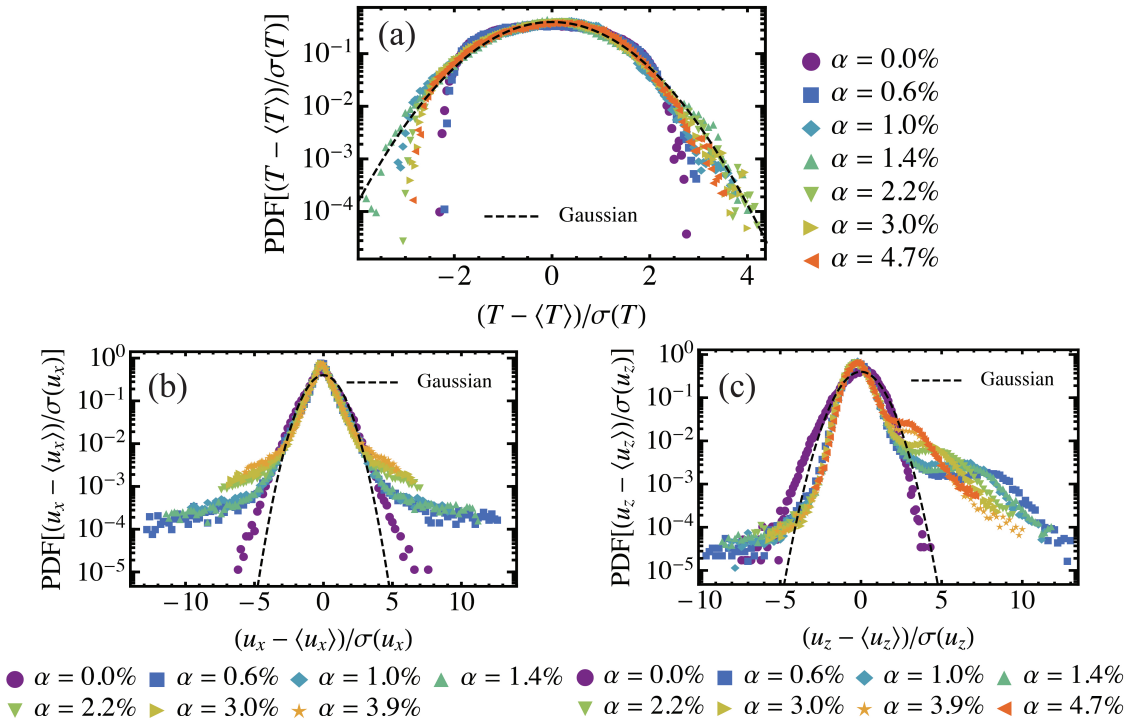 (a)
PDF[(T − ⟨T⟩)/σ(T)]
10⁻¹
10⁻²
10⁻³
10⁻⁴
Gaussian
−2 0 2 4
(T − ⟨T⟩)/σ(T)
α = 0.0%
α = 0.6%
α = 1.0%
α = 1.4%
α = 2.2%
α = 3.0%
α = 4.7%
(b)
PDF[(u_x − ⟨u_x⟩)/σ(u_x)]
10⁰
10⁻¹
10⁻²
10⁻³
10⁻⁴
10⁻⁵
Gaussian
−10 −5 0 5 10
(u_x − ⟨u_x⟩)/σ(u_x)
α = 0.0% α = 0.6% α = 1.0% α = 1.4%
α = 2.2% α = 3.0% α = 3.9%
(c)
PDF[(u_z − ⟨u_z⟩)/σ(u_z)]
10⁰
10⁻¹
10⁻²
10⁻³
10⁻⁴
10⁻⁵
Gaussian
−10 −5 0 5 10
(u_z − ⟨u_z⟩)/σ(u_z)
α = 0.0% α = 0.6% α = 1.0% α = 1.4%
α = 2.2% α = 3.0% α = 3.9% α = 4.7%